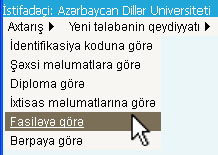 İstifadəçi: Azərbaycan Dillər Universiteti
Axtarış Yeni tələbənin qeydiyyatı
İdentifikasiya koduna görə
Şəxsi məlumatlara görə
Diploma görə
İxtisas məlumatlarına görə
Fasiləyə görə
Bərpaya görə